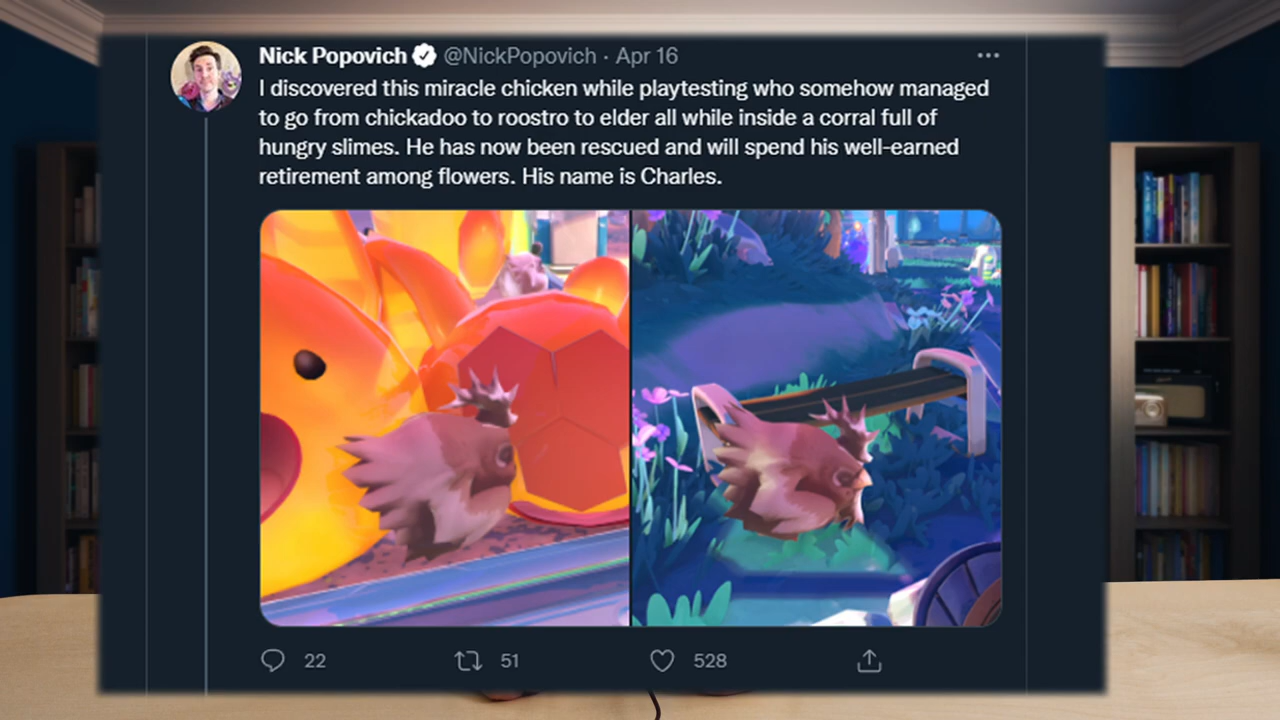 Nick Popovich @NickPopovich · Apr 16
I discovered this miracle chicken while playtesting who somehow managed
to go from chickadoo to roostro to elder all while inside a corral full of
hungry slimes. He has now been rescued and will spend his well-earned
retirement among flowers. His name is Charles.
22 51 528